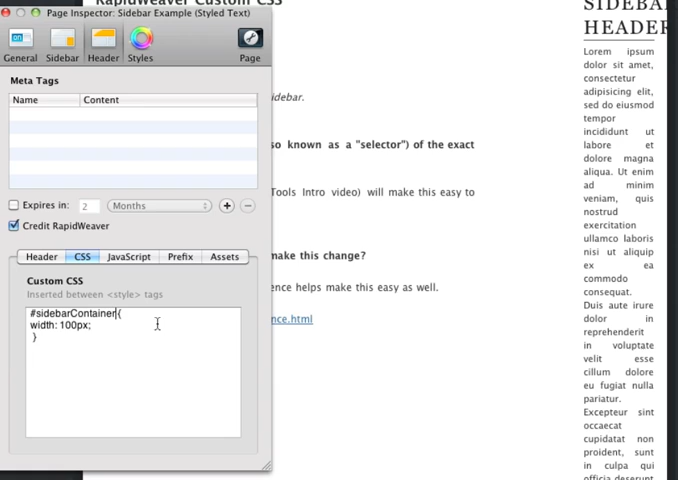 RapidWeaver Custom CSS
Page Inspector: Sidebar Example (Styled Text)
General
Sidebar
Header
Styles
Page
Meta Tags
Name
Content
Expires in:
2
Months
Credit RapidWeaver
Header
CSS
JavaScript
Prefix
Assets
Custom CSS
Inserted between <style> tags
#sidebarContainer{
width: 100px;
}
so known as a "selector") of the exact
Tools Intro video) will make this easy to
make this change?
ence helps make this easy as well.
nce.html
HEADER
Lorem ipsum
dolor sit amet,
consectetur
adipisicing elit,
sed do eiusmod
tempor
incididunt ut
labore et
dolore magna
aliqua. Ut enim
ad minim
veniam, quis
nostrud
exercitation
ullamco laboris
nisi ut aliquip
ex ea
commodo
consequat.
Duis aute irure
dolor in
reprehenderit
in voluptate
velit esse
cillum dolore
eu fugiat nulla
pariatur.
Excepteur sint
occaecat
cupidatat non
proident, sunt
in culpa qui
officia deserunt